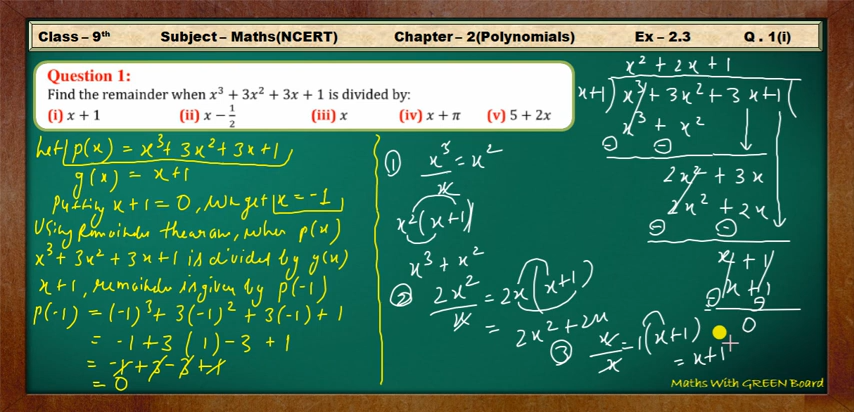 Class – 9th Subject – Maths(NCERT) Chapter – 2(Polynomials) Ex – 2.3 Q . 1(i)
Question 1:
Find the remainder when x³ + 3x² + 3x + 1 is divided by:
(i) x + 1 (ii) x − 1/2 (iii) x (iv) x + π (v) 5 + 2x
Let p(x) = x³ + 3x² + 3x + 1
g(x) = x + 1
Putting x + 1 = 0, we get x = -1
Using Remainder thearam, when p(x)
x³ + 3x² + 3x + 1 is divided by g(x)
x + 1, remainder is given by p(-1)
p(-1) = (-1)³ + 3(-1)² + 3(-1) + 1
= -1 + 3(1) - 3 + 1
= -1 + 3 - 3 + 1
= 0
① x³/x = x²
x²(x+1)
x³ + x²
② 2x²/x = 2x(x+1)
= 2x² + 2x
③ x/x = 1(x+1)
= x+1
x² + 2x + 1
x+1) x³ + 3x² + 3x + 1 (
x³ + x²
− −
2x² + 3x
2x² + 2x
− −
x + 1
x + 1
− −
0
Maths With GREEN Board